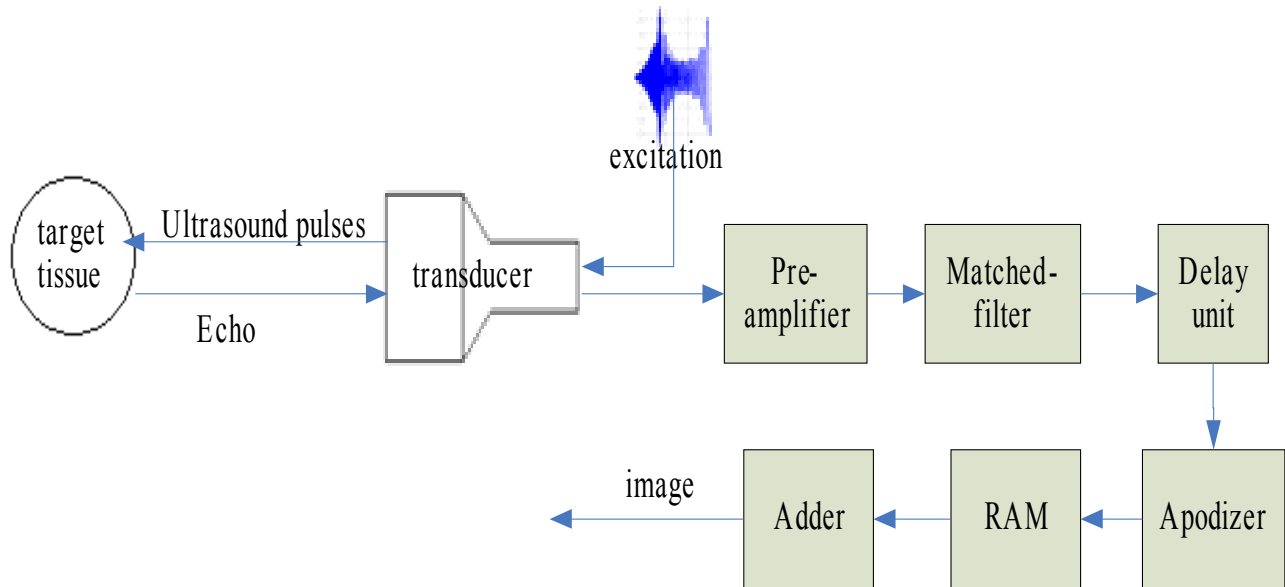 excitation
target
tissue
Ultrasound pulses
Echo
transducer
Pre-
amplifier
Matched-
filter
Delay
unit
image
Adder
RAM
Apodizer